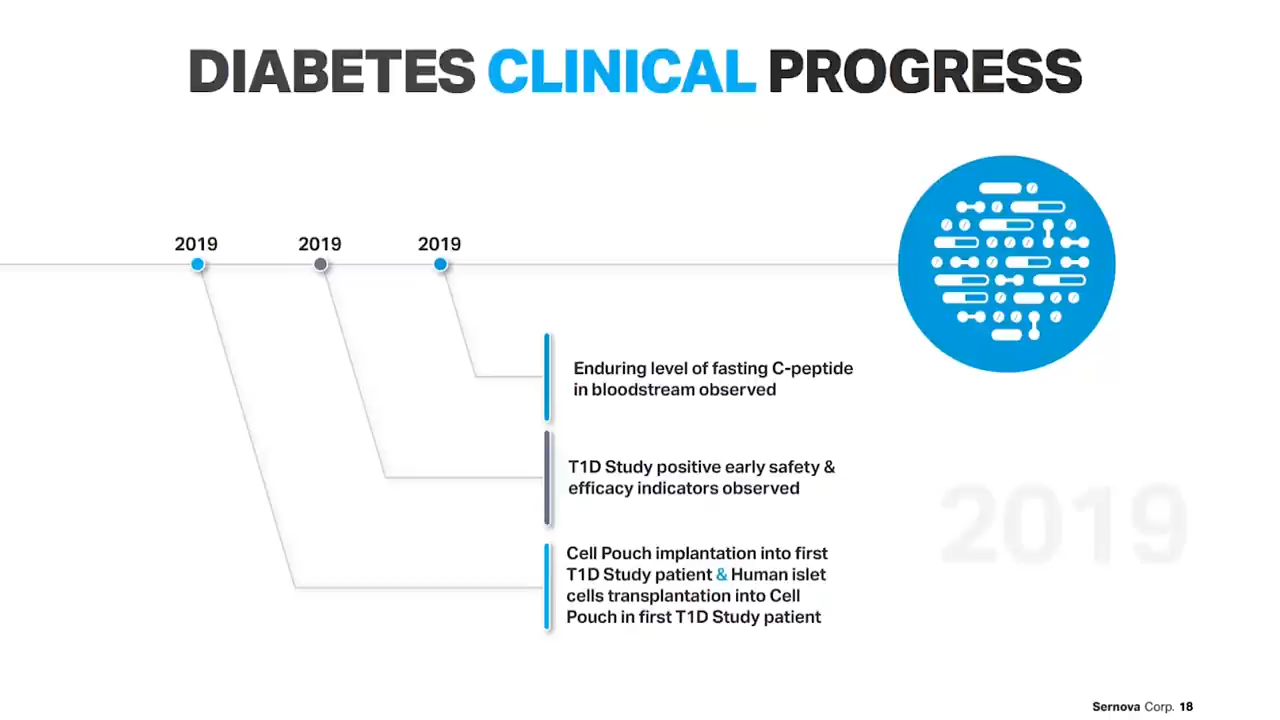 DIABETES CLINICAL PROGRESS
2019 2019 2019
Enduring level of fasting C-peptide
in bloodstream observed
T1D Study positive early safety &
efficacy indicators observed
2019
Cell Pouch implantation into first
T1D Study patient & Human islet
cells transplantation into Cell
Pouch in first T1D Study patient
Sernova Corp. 18